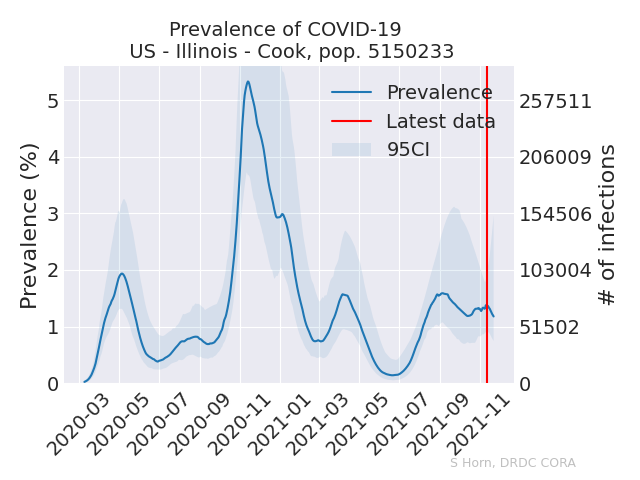 Prevalence of COVID-19
US - Illinois - Cook, pop. 5150233
Prevalence
Latest data
95CI
Prevalence (%)
5
4
3
2
1
0
257511
206009
154506
103004
51502
0
# of infections
2020-03
2020-05
2020-07
2020-09
2020-11
2021-01
2021-03
2021-05
2021-07
2021-09
2021-11
S Horn, DRDC CORA